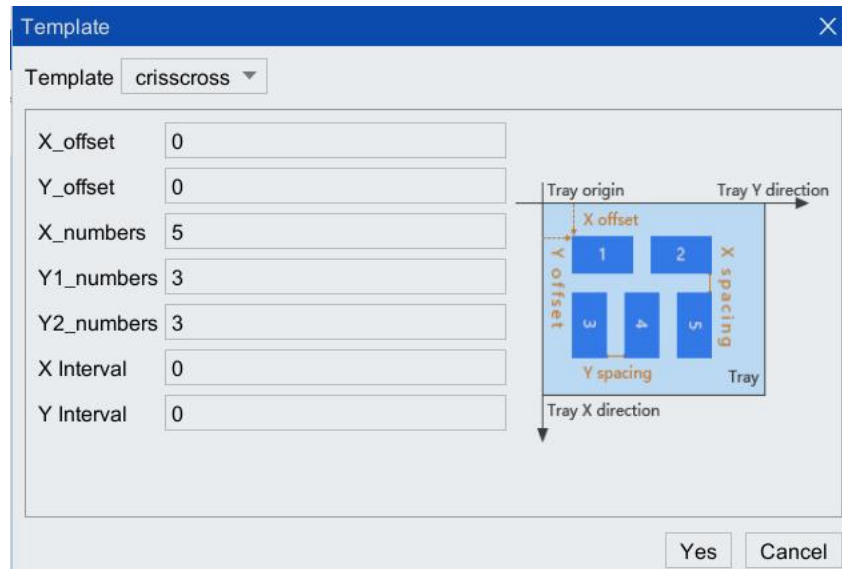 Template
Template crisscross
X_offset 0
Y_offset 0
X_numbers 5
Y1_numbers 3
Y2_numbers 3
X Interval 0
Y Interval 0
Tray origin Tray Y direction
X offset
1 2
Y offset
X spacing
3 4 5
Y spacing
Tray
Tray X direction
Yes Cancel